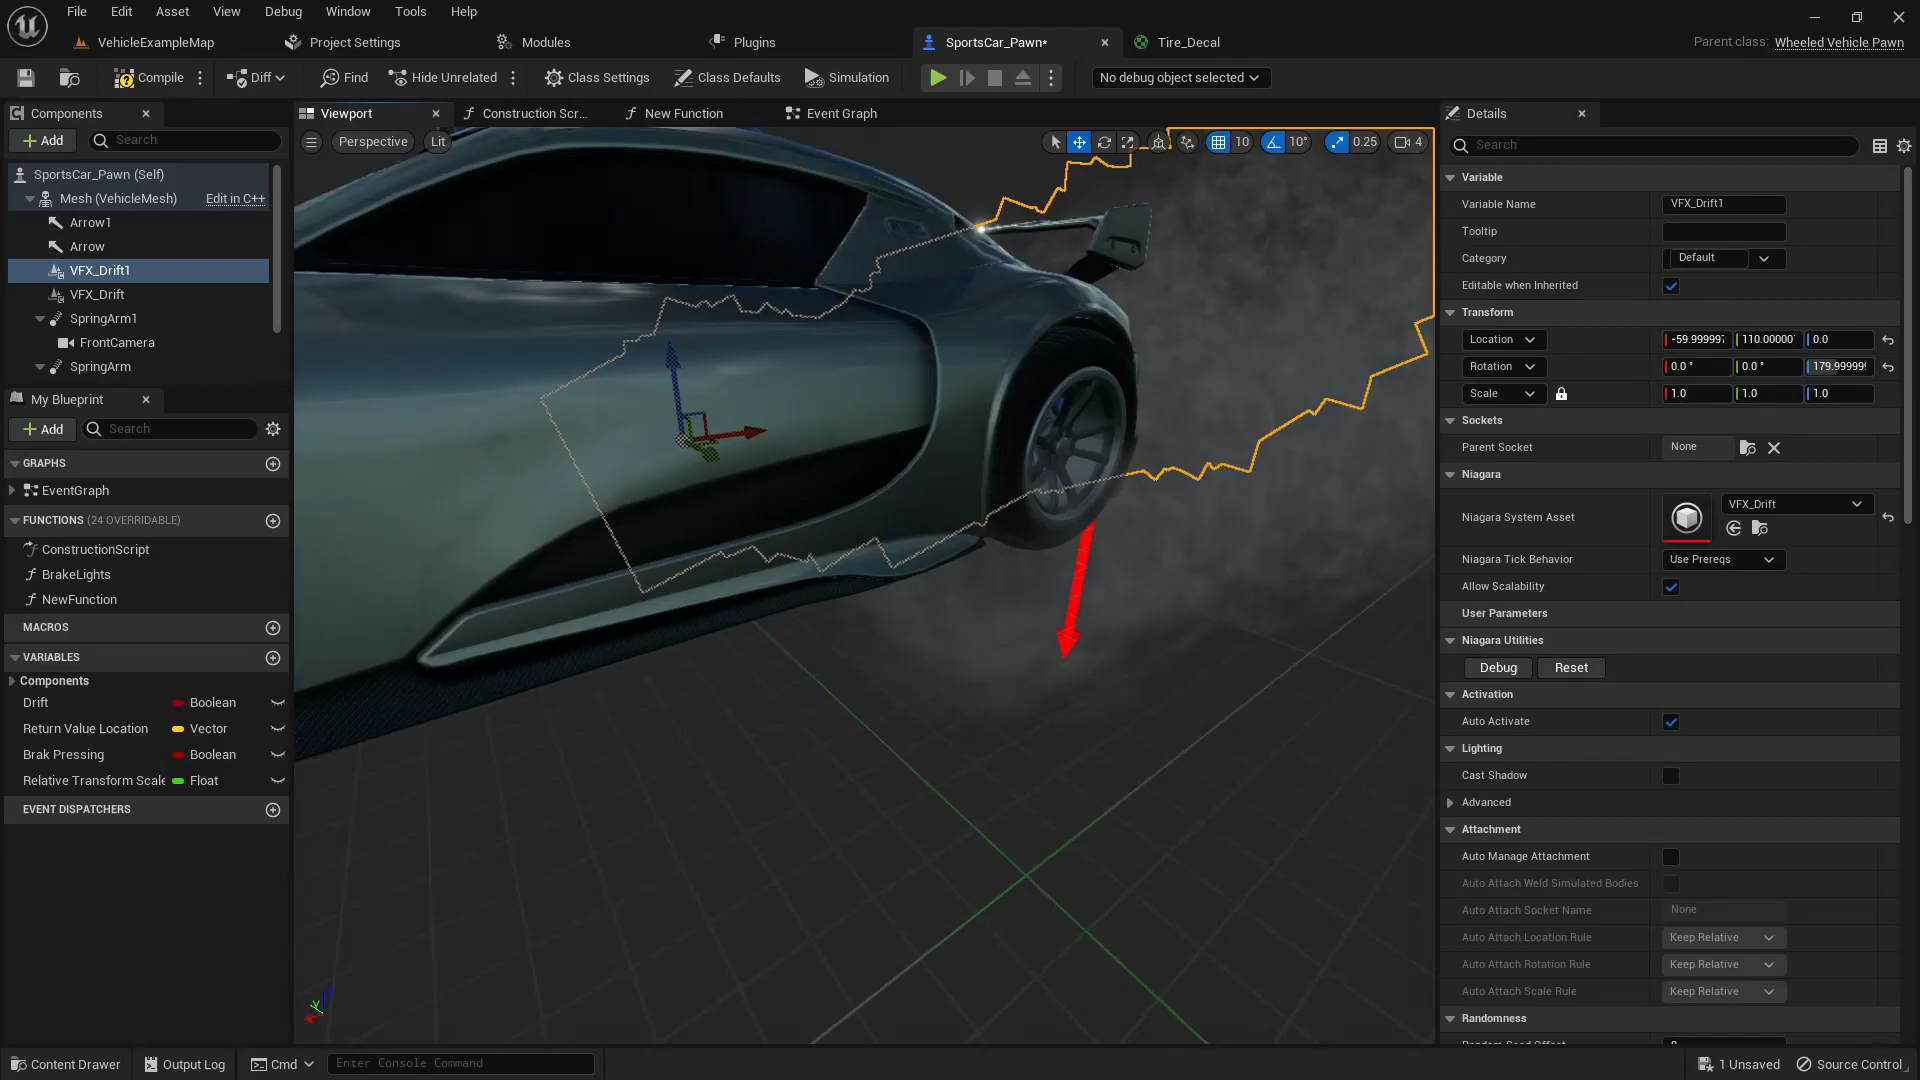 File Edit Asset View Debug Window Tools Help
VehicleExampleMap Project Settings Modules Plugins SportsCar_Pawn* Tire_Decal Parent class: Wheeled Vehicle Pawn
Compile Diff Find Hide Unrelated Class Settings Class Defaults Simulation No debug object selected
Components
Add Search
SportsCar_Pawn (Self)
Mesh (VehicleMesh) Edit in C++
Arrow1
Arrow
VFX_Drift1
VFX_Drift
SpringArm1
FrontCamera
SpringArm
My Blueprint
Add Search
GRAPHS
EventGraph
FUNCTIONS (24 OVERRIDABLE)
ConstructionScript
BrakeLights
NewFunction
MACROS
VARIABLES
Components
Drift Boolean
Return Value Location Vector
Brak Pressing Boolean
Relative Transform Scale Float
EVENT DISPATCHERS
Viewport Construction Scr... New Function Event Graph
Perspective Lit 10 10° 0.25 4
Details
Search
Variable
Variable Name VFX_Drift1
Tooltip
Category Default
Editable when Inherited
Transform
Location -59.999997 110.00000 0.0
Rotation 0.0 ° 0.0 ° 179.99999
Scale 1.0 1.0 1.0
Sockets
Parent Socket None
Niagara
Niagara System Asset VFX_Drift
Niagara Tick Behavior Use Prereqs
Allow Scalability
User Parameters
Niagara Utilities
Debug Reset
Activation
Auto Activate
Lighting
Cast Shadow
Advanced
Attachment
Auto Manage Attachment
Auto Attach Weld Simulated Bodies
Auto Attach Socket Name None
Auto Attach Location Rule Keep Relative
Auto Attach Rotation Rule Keep Relative
Auto Attach Scale Rule Keep Relative
Randomness
Content Drawer Output Log Cmd Enter Console Command 1 Unsaved Source Control